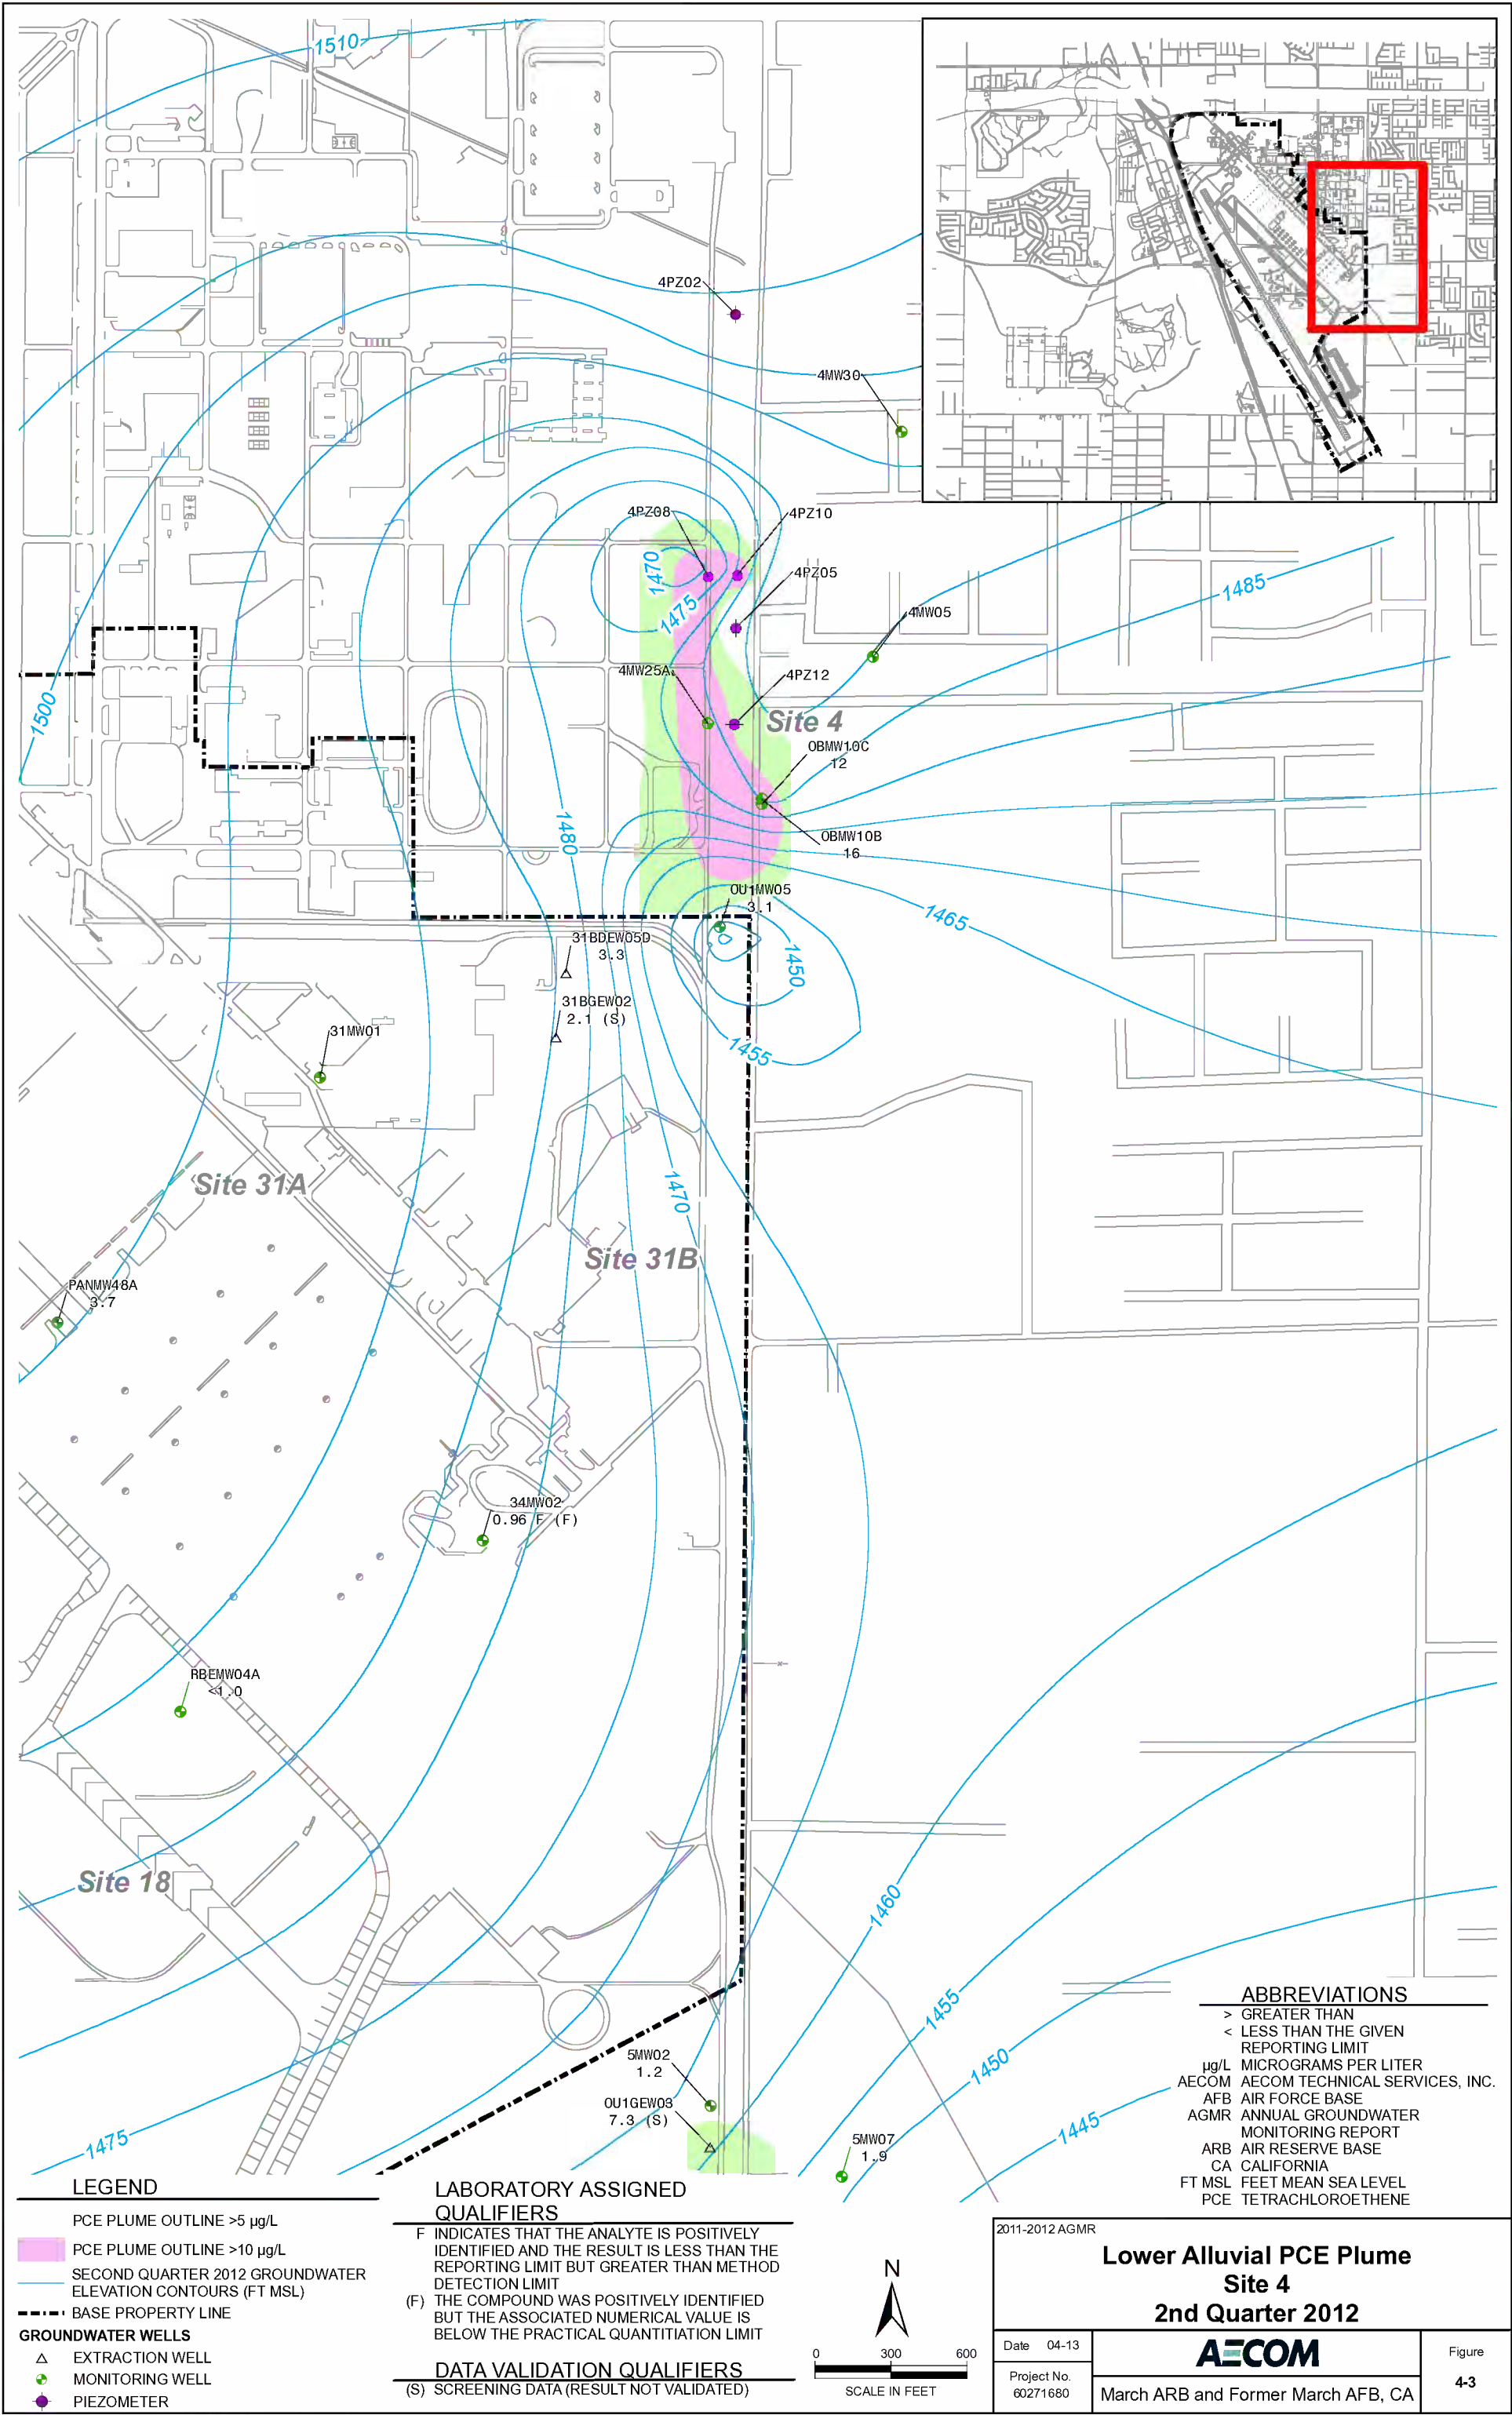 1510
4PZ02
4MW30
4PZ08
4PZ10
1470
4PZ05
1485
1475
4MW05
4MW25A
4PZ12
1500
Site 4
OBMW10C
12
1480
OBMW10B
16
OU1MW05
3.1
1465
31BDEW05D
3.3
1450
31BGEW02
2.1 (S)
31MW01
1455
Site 31A
1470
Site 31B
PANMW48A
3.7
34MW02
0.96 F (F)
RBEMW04A
<1.0
Site 18
1460
1455
5MW02
1.2
1450
OU1GEW03
7.3 (S)
1445
1475
5MW07
1.9
ABBREVIATIONS
> GREATER THAN
< LESS THAN THE GIVEN
REPORTING LIMIT
µg/L MICROGRAMS PER LITER
AECOM AECOM TECHNICAL SERVICES, INC.
AFB AIR FORCE BASE
AGMR ANNUAL GROUNDWATER
MONITORING REPORT
ARB AIR RESERVE BASE
CA CALIFORNIA
FT MSL FEET MEAN SEA LEVEL
PCE TETRACHLOROETHENE
LEGEND
PCE PLUME OUTLINE >5 µg/L
PCE PLUME OUTLINE >10 µg/L
SECOND QUARTER 2012 GROUNDWATER
ELEVATION CONTOURS (FT MSL)
BASE PROPERTY LINE
GROUNDWATER WELLS
EXTRACTION WELL
MONITORING WELL
PIEZOMETER
LABORATORY ASSIGNED
QUALIFIERS
F INDICATES THAT THE ANALYTE IS POSITIVELY
IDENTIFIED AND THE RESULT IS LESS THAN THE
REPORTING LIMIT BUT GREATER THAN METHOD
DETECTION LIMIT
(F) THE COMPOUND WAS POSITIVELY IDENTIFIED
BUT THE ASSOCIATED NUMERICAL VALUE IS
BELOW THE PRACTICAL QUANTITIATION LIMIT
DATA VALIDATION QUALIFIERS
(S) SCREENING DATA (RESULT NOT VALIDATED)
N
0 300 600
SCALE IN FEET
2011-2012 AGMR
Lower Alluvial PCE Plume
Site 4
2nd Quarter 2012
Date 04-13
Project No.
60271680
AECOM
March ARB and Former March AFB, CA
Figure
4-3